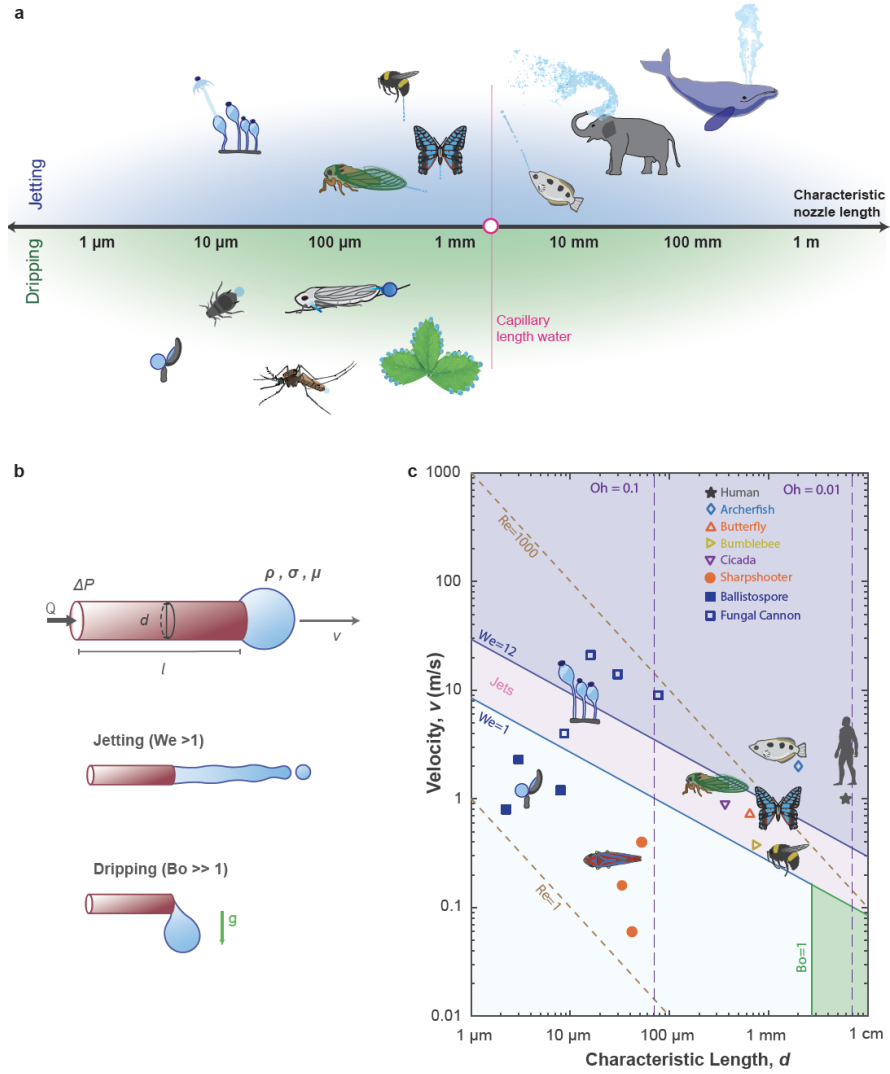 a
Jetting
Dripping
Characteristic
nozzle length
1 µm
10 µm
100 µm
1 mm
10 mm
100 mm
1 m
Capillary
length water
b
ΔP
Q
d
l
ρ , σ , μ
v
Jetting (We >1)
Dripping (Bo >> 1)
g
c
Velocity, v (m/s)
1000
100
10
1
0.1
0.01
1 µm
10 µm
100 µm
1 mm
1 cm
Characteristic Length, d
Oh = 0.1
Oh = 0.01
Re=1000
We=12
Jets
We=1
Re=1
Bo=1
Human
Archerfish
Butterfly
Bumblebee
Cicada
Sharpshooter
Ballistospore
Fungal Cannon